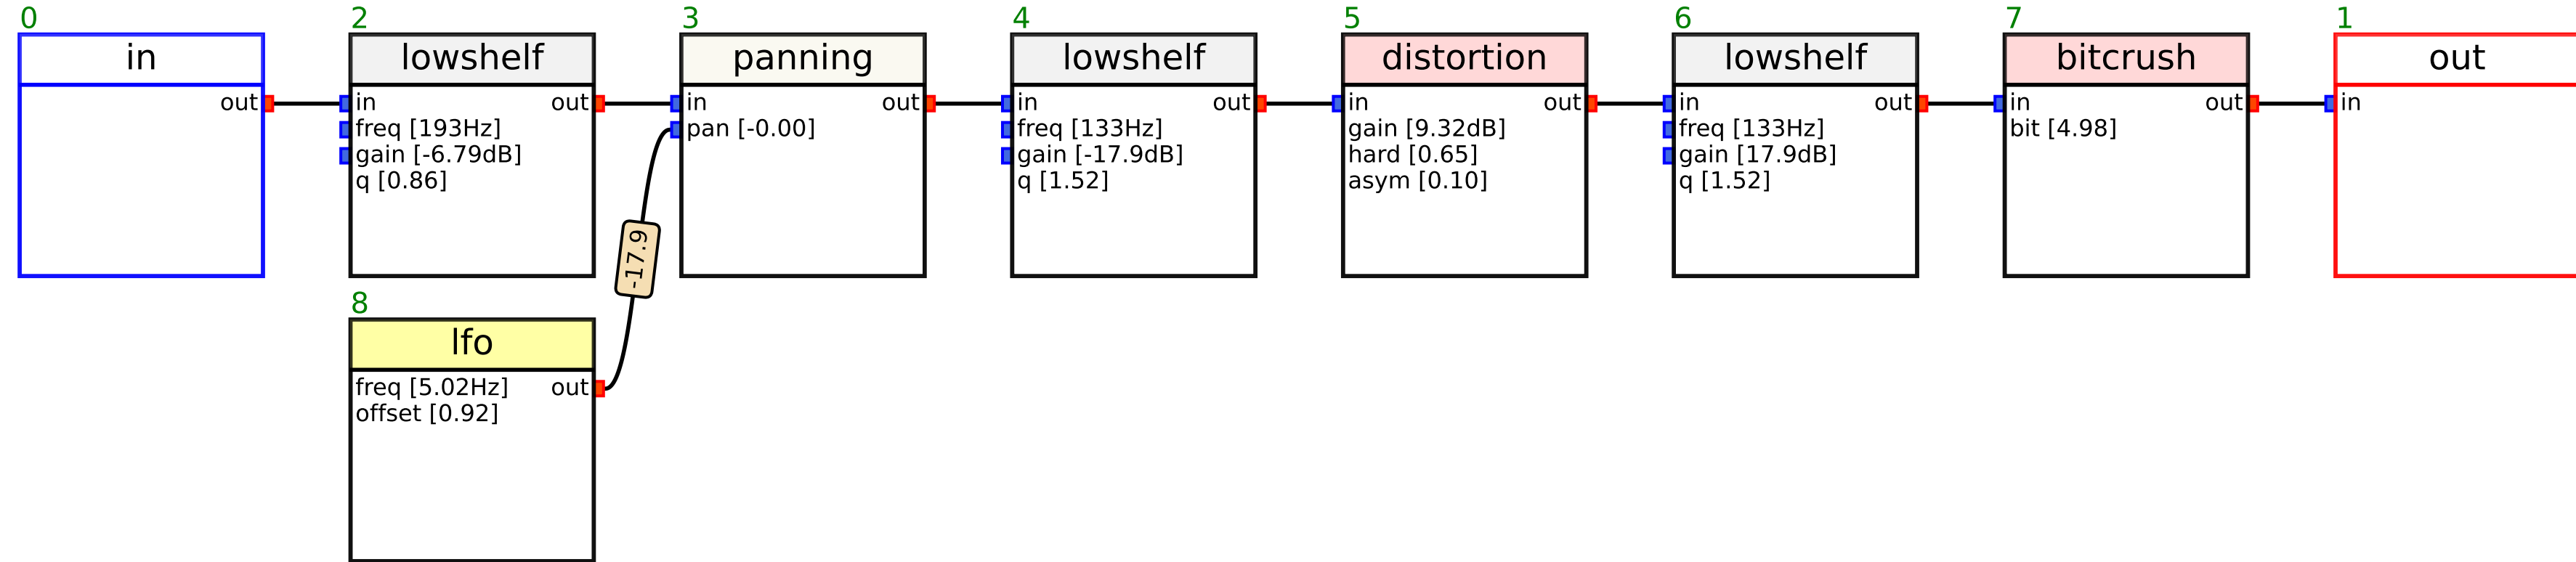 0
in
out
2
lowshelf
in out
freq [193Hz]
gain [-6.79dB]
q [0.86]
3
panning
in out
pan [-0.00]
4
lowshelf
in out
freq [133Hz]
gain [-17.9dB]
q [1.52]
5
distortion
in out
gain [9.32dB]
hard [0.65]
asym [0.10]
6
lowshelf
in out
freq [133Hz]
gain [17.9dB]
q [1.52]
7
bitcrush
in out
bit [4.98]
1
out
in
-17.9
8
lfo
freq [5.02Hz] out
offset [0.92]